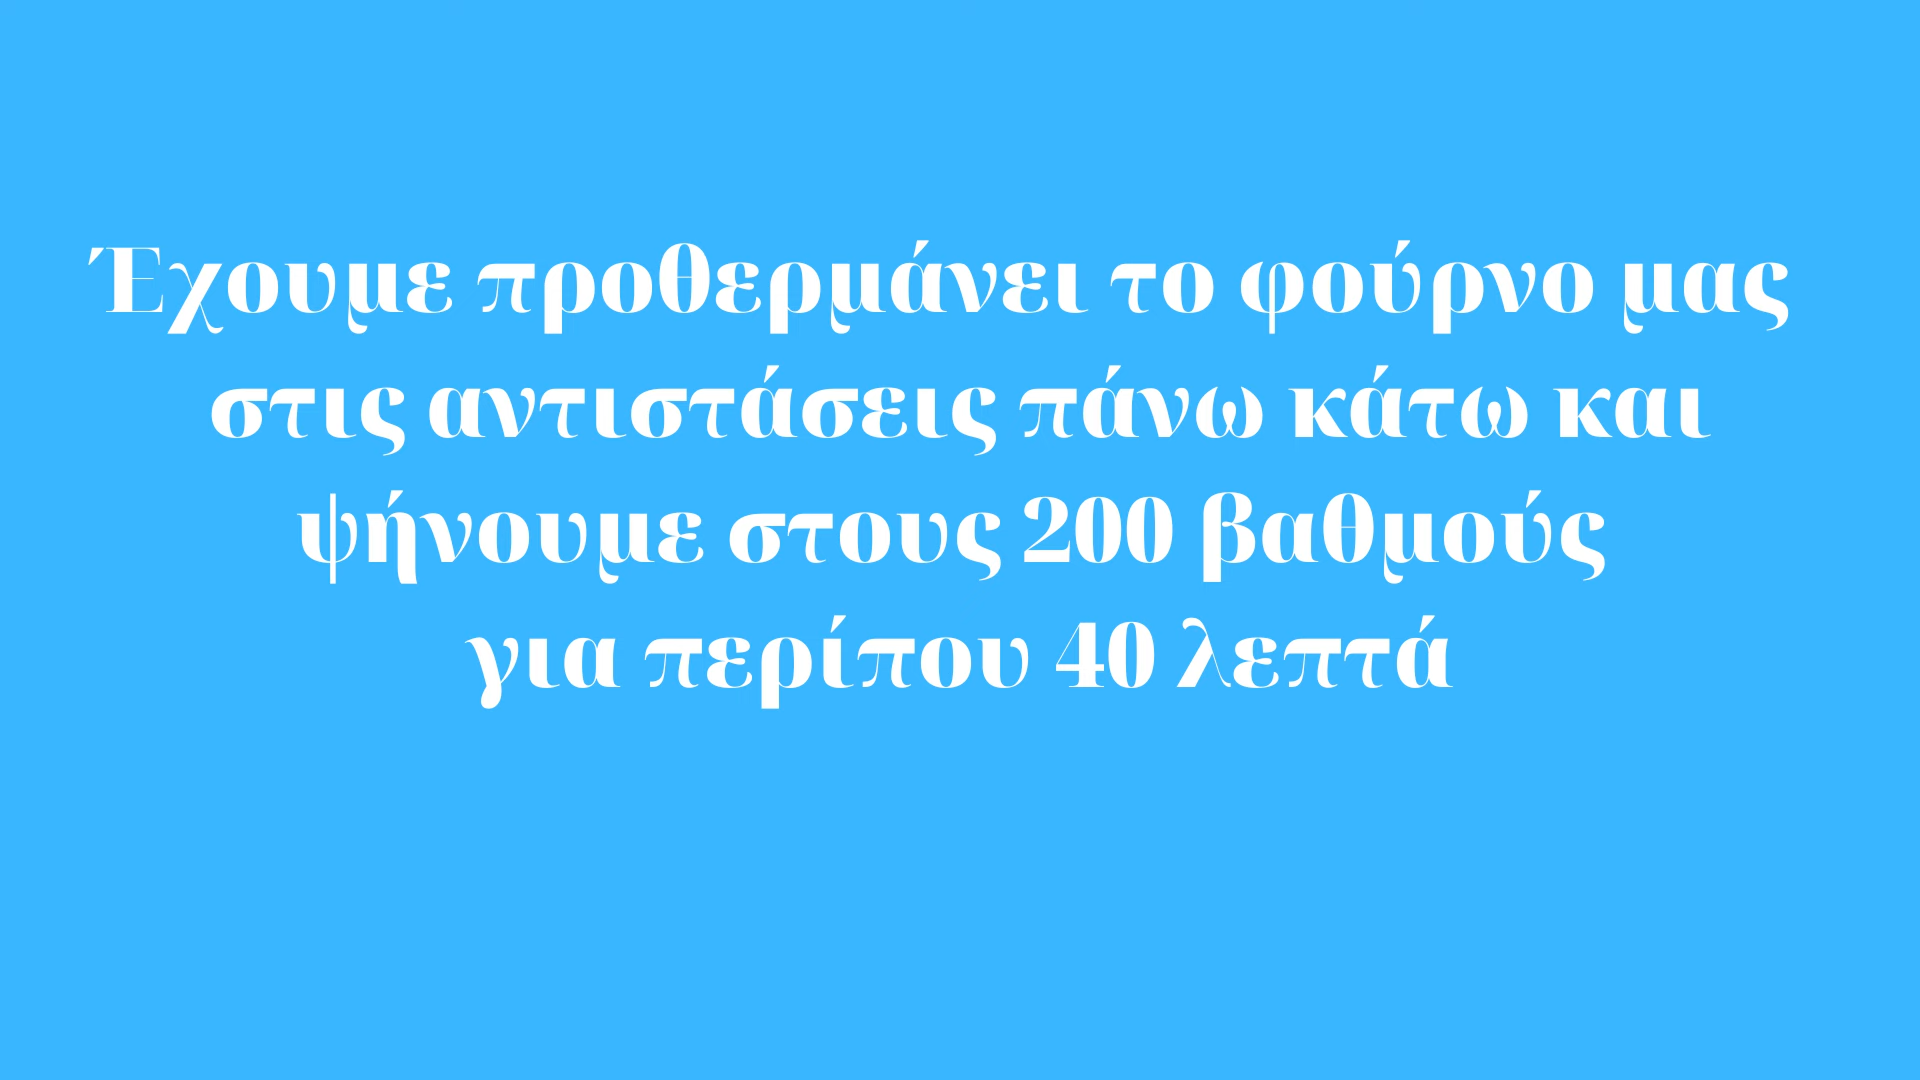 Έχουμε προθερμάνει το φούρνο μας
στις αντιστάσεις πάνω κάτω και
ψήνουμε στους 200 βαθμούς
για περίπου 40 λεπτά